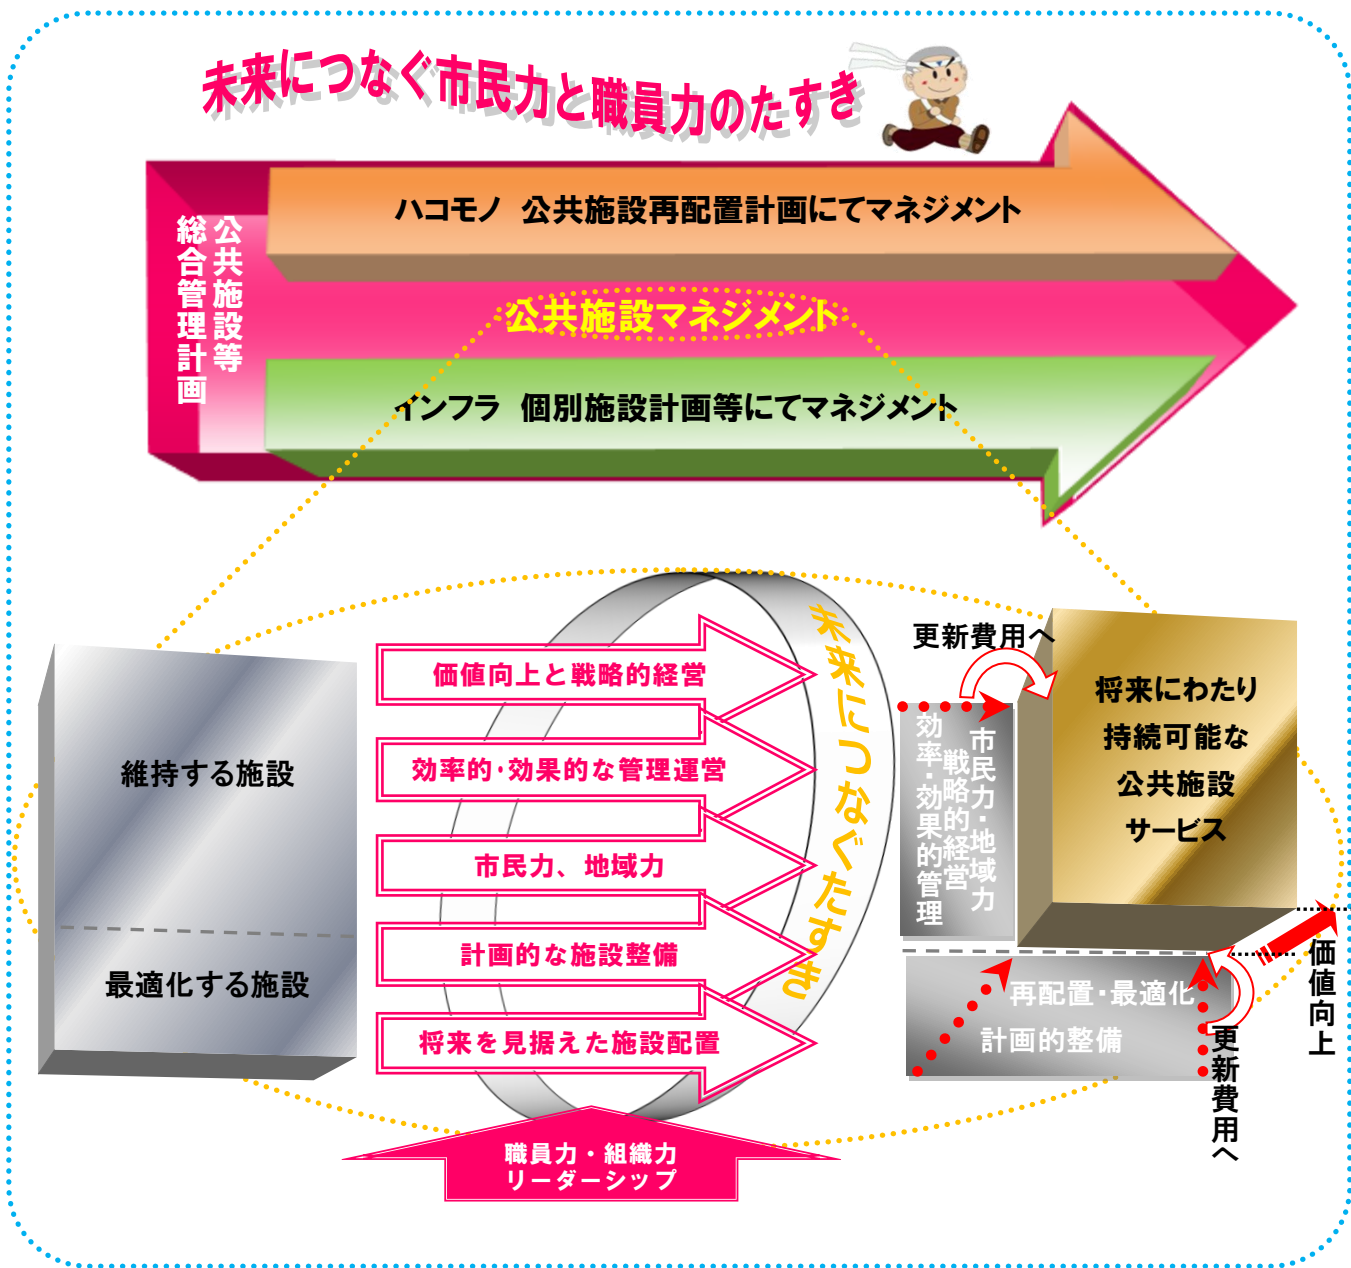 未来につなぐ市民力と職員力のたすき
ハコモノ 公共施設再配置計画にてマネジメント
公共施設等
総合管理計画
公共施設マネジメント
インフラ 個別施設計画等にてマネジメント
維持する施設
最適化する施設
価値向上と戦略的経営
効率的・効果的な管理運営
市民力、地域力
計画的な施設整備
将来を見据えた施設配置
未来につなぐたすき
職員力・組織力
リーダーシップ
更新費用へ
市民力・地域力
戦略的経営
効率・効果的管理
将来にわたり
持続可能な
公共施設
サービス
再配置・最適化
計画的整備
更新費用へ
価値向上